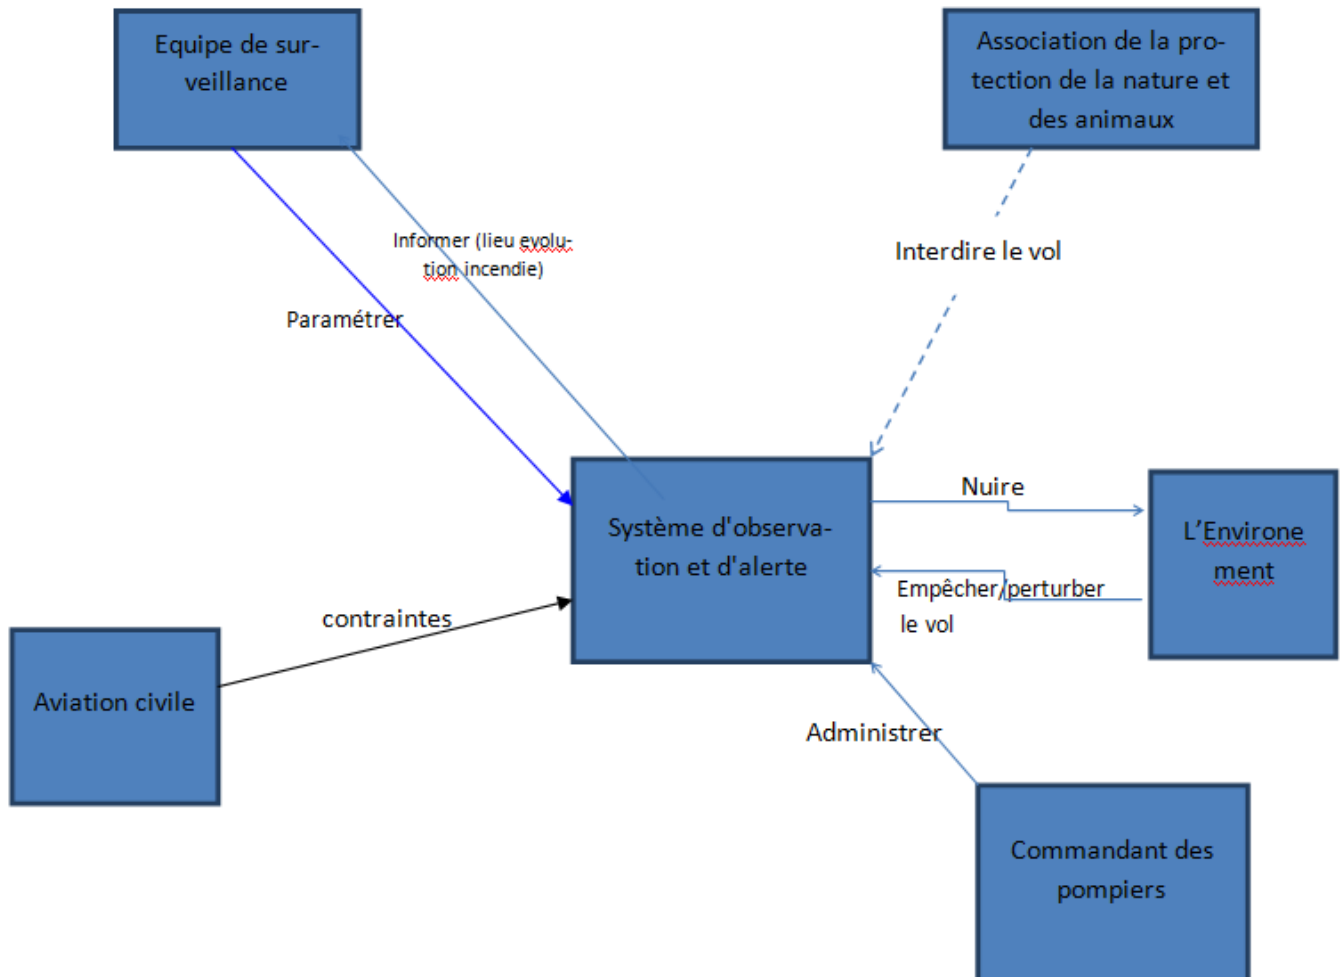 Equipe de sur-
veillance
Association de la pro-
tection de la nature et
des animaux
Informer (lieu evolu-
tion incendie)
Interdire le vol
Paramétrer
Système d'observa-
tion et d'alerte
Nuire
L’Environe
ment
Empêcher/perturber
le vol
contraintes
Aviation civile
Administrer
Commandant des
pompiers